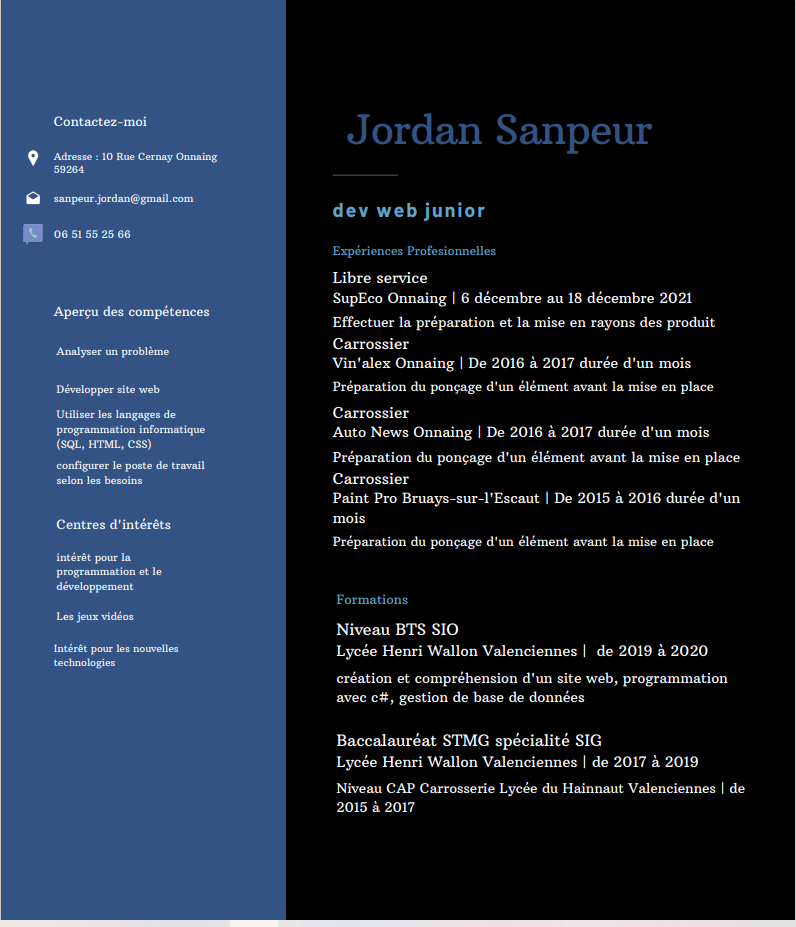 Contactez-moi
Adresse : 10 Rue Cernay Onnaing
59264
sanpeur.jordan@gmail.com
06 51 55 25 66
Aperçu des compétences
Analyser un problème
Développer site web
Utiliser les langages de
programmation informatique
(SQL, HTML, CSS)
configurer le poste de travail
selon les besoins
Centres d'intérêts
intérêt pour la
programmation et le
développement
Les jeux vidéos
Intérêt pour les nouvelles
technologies
Jordan Sanpeur
dev web junior
Expériences Profesionnelles
Libre service
SupEco Onnaing | 6 décembre au 18 décembre 2021
Effectuer la préparation et la mise en rayons des produit
Carrossier
Vin'alex Onnaing | De 2016 à 2017 durée d'un mois
Préparation du ponçage d'un élément avant la mise en place
Carrossier
Auto News Onnaing | De 2016 à 2017 durée d'un mois
Préparation du ponçage d'un élément avant la mise en place
Carrossier
Paint Pro Bruays-sur-l'Escaut | De 2015 à 2016 durée d'un
mois
Préparation du ponçage d'un élément avant la mise en place
Formations
Niveau BTS SIO
Lycée Henri Wallon Valenciennes | de 2019 à 2020
création et compréhension d'un site web, programmation
avec c#, gestion de base de données
Baccalauréat STMG spécialité SIG
Lycée Henri Wallon Valenciennes | de 2017 à 2019
Niveau CAP Carrosserie Lycée du Hainnaut Valenciennes | de
2015 à 2017